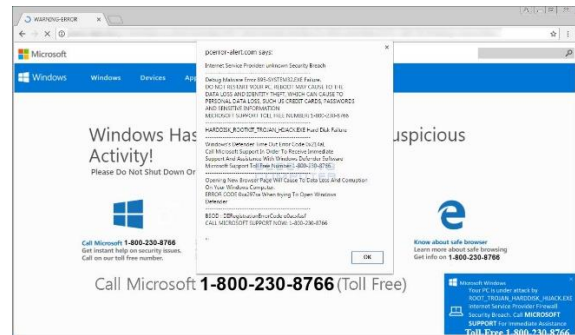 WARNING-ERROR
Microsoft
Windows
Windows
Devices
Windows Has
uspicious
Activity!
Please Do Not Shut Down Or
pcerror-alert.com says:
Internet Service Provider: unknown Security Breach
Debug Malware Error 895-SYSTEM32.EXE Failure.
DO NOT RESTART YOUR PC. REBOOT MAY CAUSE TO THE
DATA LOSS AND IDENTITY THEFT, WHICH CAN CAUSE TO
PERSONAL DATA LOSS, SUCH US CREDIT CARDS, PASSWORDS
AND SENSITIVE INFORMATION
MICROSOFT SUPPORT TOLL FREE NUMBER 1-800-230-8766
HARDDISK_ROOTKIT_TROJAN_HIJACK.EXE Hard Disk Failure
Windows Defender Time Out Error Code
Call Microsoft Support In Order To Receive Immediate
Support And Assistance With Windows Defender Software
Microsoft Support Toll Free Number 1-800-230-8766
Opening New Browser Page Will Cause To Data Loss And Corruption
On Your Windows Computer.
ERROR CODE When Trying To Open Windows
Defender
BSOD :
CALL MICROSOFT SUPPORT NOW: 1-800-230-8766
OK
Call Microsoft 1-800-230-8766
Get instant help on security issues.
Call on our toll free number.
Know about safe browser
Learn more about safe browsing
Get info on 1-800-230-8766
Call Microsoft 1-800-230-8766 (Toll Free)
Microsoft Windows
Your PC is under attack by
ROOT_TROJAN_HARDDISK_HIJACK.EXE
Internet Service Provider Firewall
Security Breach. Call MICROSOFT
SUPPORT For Immediate Assistance
Toll-Free 1-800-230-8766